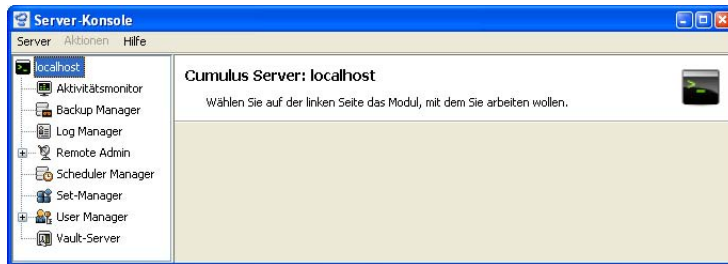 Server-Konsole
Server Aktionen Hilfe
localhost
Aktivitätsmonitor
Backup Manager
Log Manager
Remote Admin
Scheduler Manager
Set-Manager
User Manager
Vault-Server
Cumulus Server: localhost
Wählen Sie auf der linken Seite das Modul, mit dem Sie arbeiten wollen.